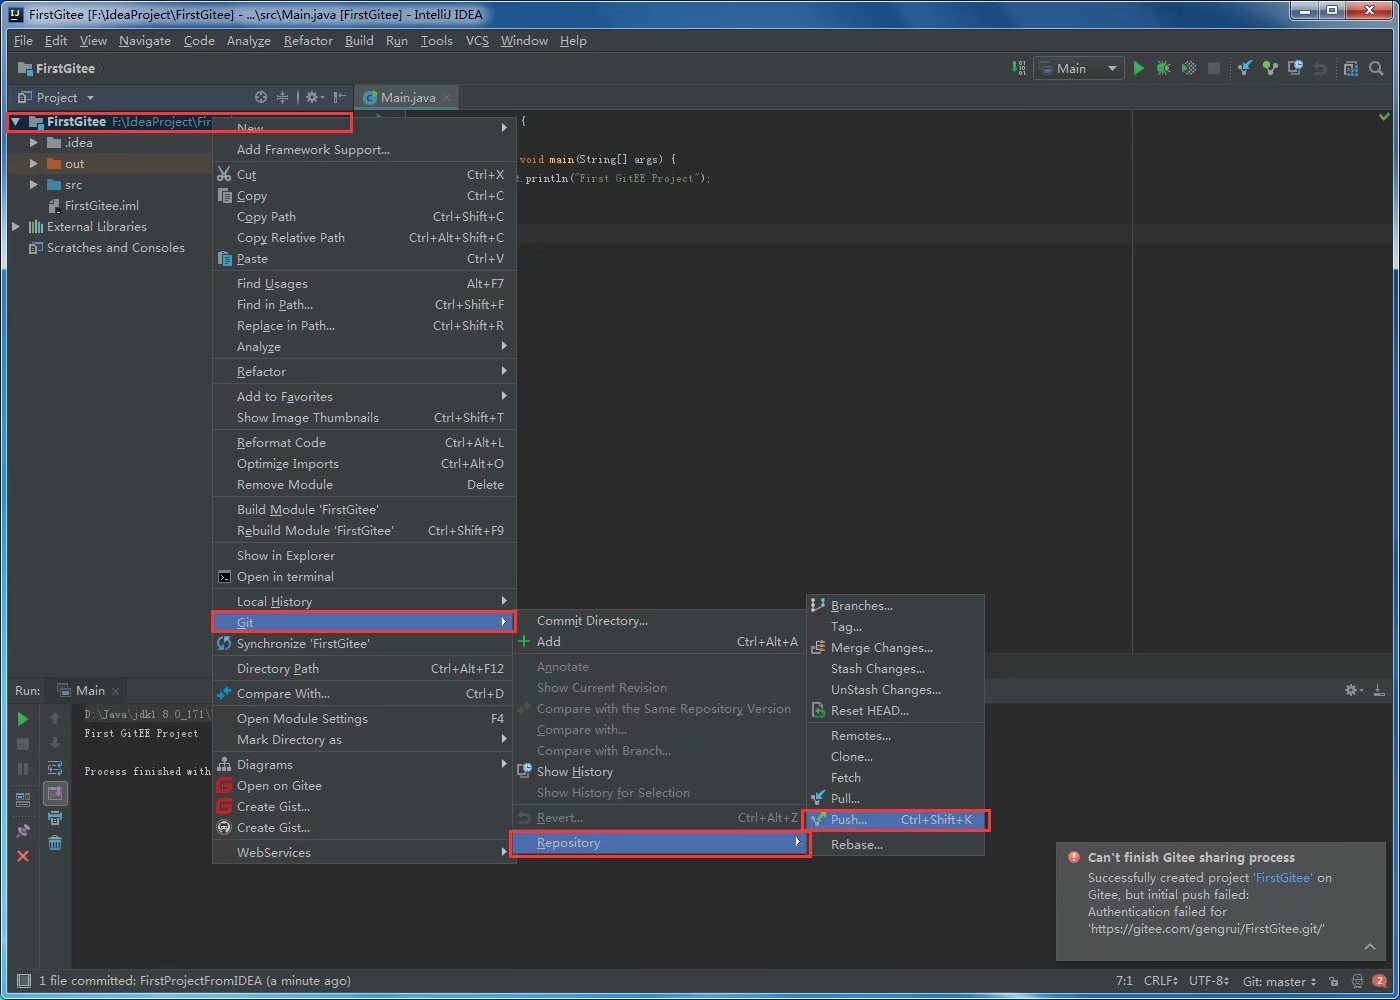 FirstGitee [F:\IdeaProject\FirstGitee] - ...\src\Main.java [FirstGitee] - IntelliJ IDEA
File Edit View Navigate Code Analyze Refactor Build Run Tools VCS Window Help
FirstGitee
Main
Project
Main.java
FirstGitee F:\IdeaProject\Fir
.idea
out
src
FirstGitee.iml
External Libraries
Scratches and Consoles
{
void main(String[] args) {
.println("First GitEE Project");
New
Add Framework Support...
Cut Ctrl+X
Copy Ctrl+C
Copy Path Ctrl+Shift+C
Copy Relative Path Ctrl+Alt+Shift+C
Paste Ctrl+V
Find Usages Alt+F7
Find in Path... Ctrl+Shift+F
Replace in Path... Ctrl+Shift+R
Analyze
Refactor
Add to Favorites
Show Image Thumbnails Ctrl+Shift+T
Reformat Code Ctrl+Alt+L
Optimize Imports Ctrl+Alt+O
Remove Module Delete
Build Module 'FirstGitee'
Rebuild Module 'FirstGitee' Ctrl+Shift+F9
Show in Explorer
Open in terminal
Local History
Git
Synchronize 'FirstGitee'
Directory Path Ctrl+Alt+F12
Compare With... Ctrl+D
Open Module Settings F4
Mark Directory as
Diagrams
Open on Gitee
Create Gist...
Create Gist...
WebServices
Commit Directory...
Add Ctrl+Alt+A
Annotate
Show Current Revision
Compare with the Same Repository Version
Compare with...
Compare with Branch...
Show History
Show History for Selection
Revert... Ctrl+Alt+Z
Repository
Branches...
Tag...
Merge Changes...
Stash Changes...
UnStash Changes...
Reset HEAD...
Remotes...
Clone...
Fetch
Pull...
Push... Ctrl+Shift+K
Rebase...
Run: Main
D:\Java\jdk1.8.0_171\
First GitEE Project
Process finished with
Can't finish Gitee sharing process
Successfully created project 'FirstGitee' on
Gitee, but initial push failed:
Authentication failed for
'https://gitee.com/gengrui/FirstGitee.git/'
1 file committed: FirstProjectFromIDEA (a minute ago)
7:1 CRLF UTF-8 Git: master 2